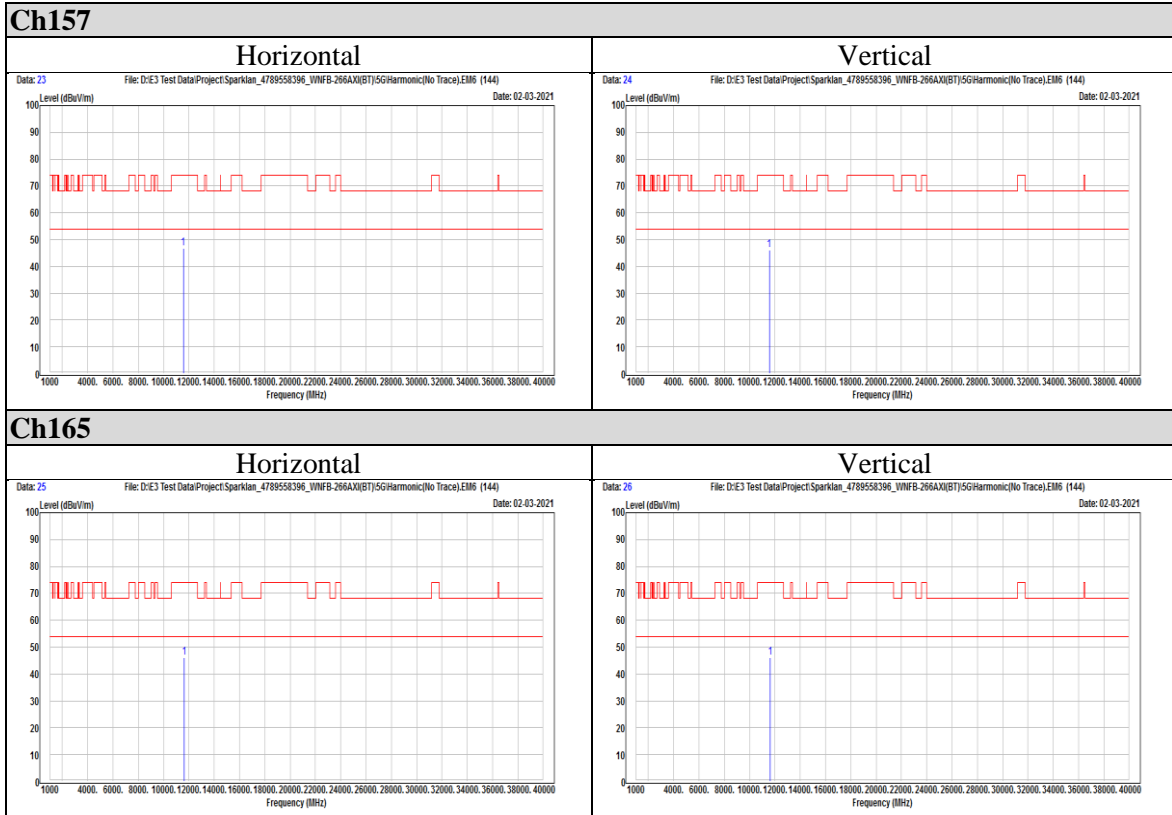 Ch157
Horizontal Vertical
Data: 23 File: D:\E3 Test Data\Project\Sparklan_4789558396_WNFB-266AXI(BT)\5G\Harmonic(No Trace).EM6 (144)
Level (dBuV/m) Date: 02-03-2021
100
90
80
70
60
50
40
30
20
10
0
1
1000 4000. 6000. 8000. 10000. 12000. 14000. 16000. 18000. 20000. 22000. 24000. 26000. 28000. 30000. 32000. 34000. 36000. 38000. 40000
Frequency (MHz)
Data: 24 File: D:\E3 Test Data\Project\Sparklan_4789558396_WNFB-266AXI(BT)\5G\Harmonic(No Trace).EM6 (144)
Level (dBuV/m) Date: 02-03-2021
100
90
80
70
60
50
40
30
20
10
0
1
1000 4000. 6000. 8000. 10000. 12000. 14000. 16000. 18000. 20000. 22000. 24000. 26000. 28000. 30000. 32000. 34000. 36000. 38000. 40000
Frequency (MHz)
Ch165
Horizontal Vertical
Data: 25 File: D:\E3 Test Data\Project\Sparklan_4789558396_WNFB-266AXI(BT)\5G\Harmonic(No Trace).EM6 (144)
Level (dBuV/m) Date: 02-03-2021
100
90
80
70
60
50
40
30
20
10
0
1
1000 4000. 6000. 8000. 10000. 12000. 14000. 16000. 18000. 20000. 22000. 24000. 26000. 28000. 30000. 32000. 34000. 36000. 38000. 40000
Frequency (MHz)
Data: 26 File: D:\E3 Test Data\Project\Sparklan_4789558396_WNFB-266AXI(BT)\5G\Harmonic(No Trace).EM6 (144)
Level (dBuV/m) Date: 02-03-2021
100
90
80
70
60
50
40
30
20
10
0
1
1000 4000. 6000. 8000. 10000. 12000. 14000. 16000. 18000. 20000. 22000. 24000. 26000. 28000. 30000. 32000. 34000. 36000. 38000. 40000
Frequency (MHz)